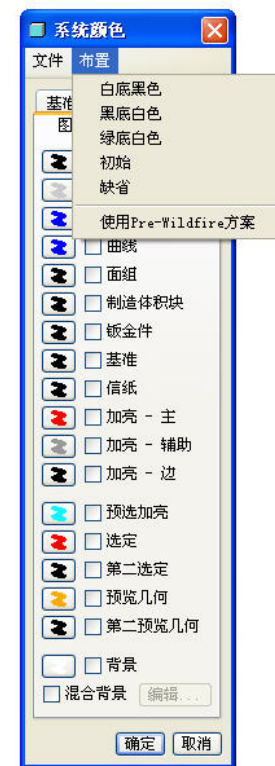 系统颜色
文件 布置
白底黑色
黑底白色
绿底白色
初始
缺省
使用Pre-Wildfire方案
基准
图
曲线
面组
制造体积块
钣金件
基准
信纸
加亮 - 主
加亮 - 辅助
加亮 - 边
预选加亮
选定
第二选定
预览几何
第二预览几何
背景
混合背景 编辑...
确定 取消